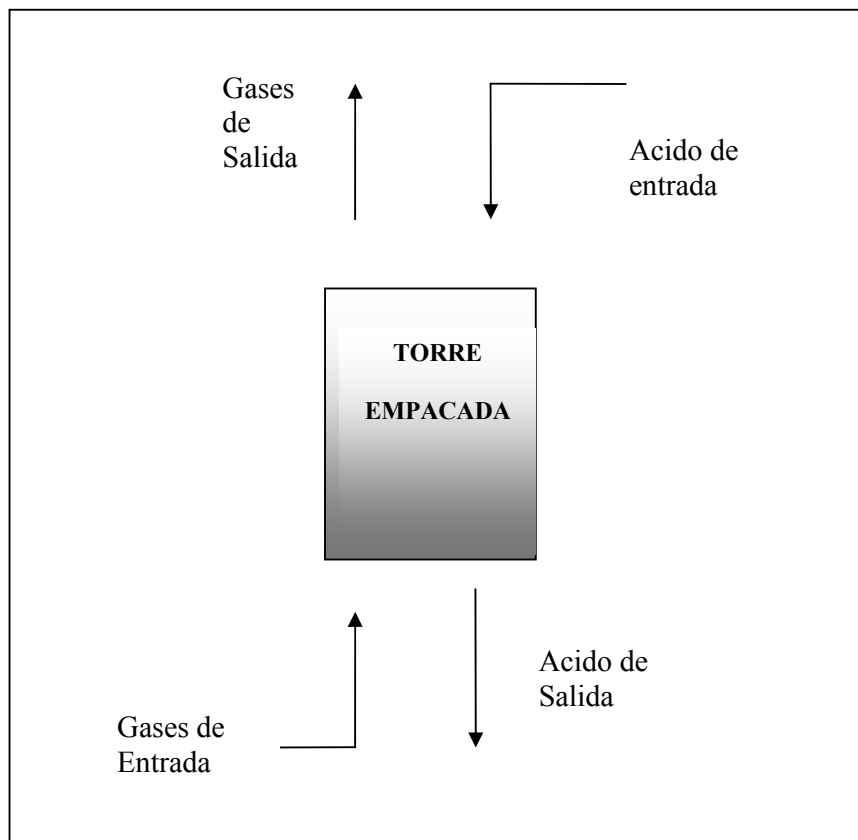 Gases
de
Salida
Acido de
entrada
TORRE
EMPACADA
Acido de
Salida
Gases de
Entrada